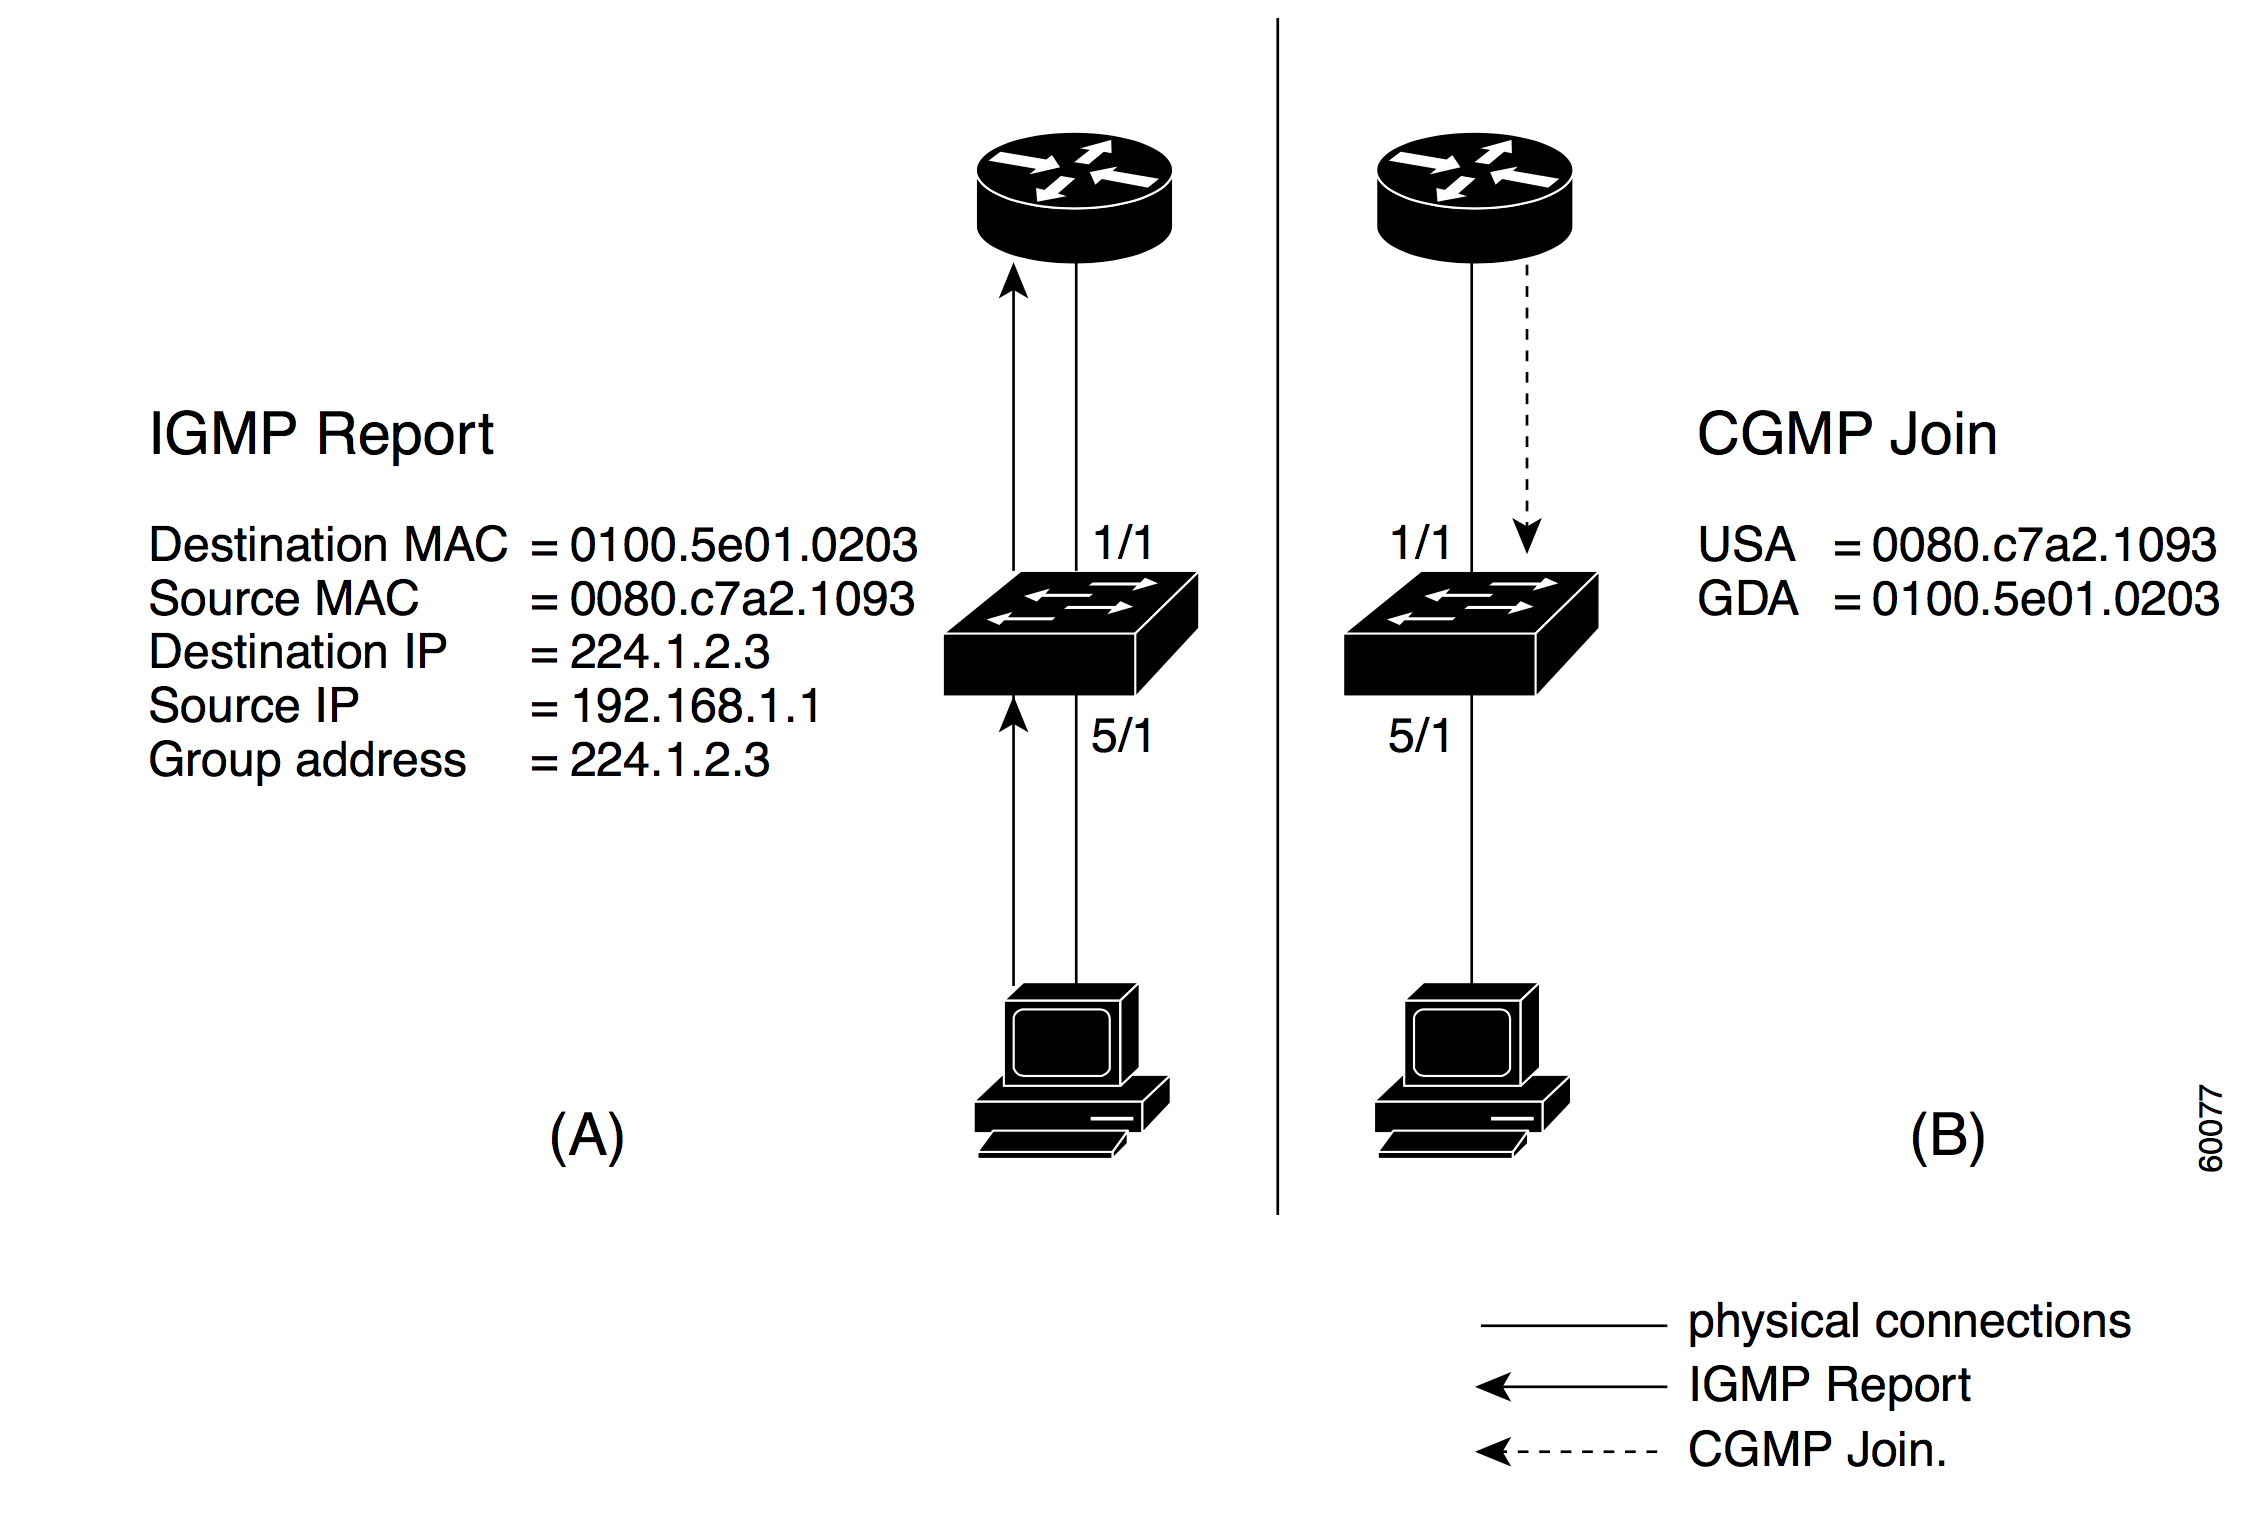 IGMP Report
Destination MAC = 0100.5e01.0203
Source MAC = 0080.c7a2.1093
Destination IP = 224.1.2.3
Source IP = 192.168.1.1
Group address = 224.1.2.3
1/1
5/1
(A)
1/1
5/1
CGMP Join
USA = 0080.c7a2.1093
GDA = 0100.5e01.0203
(B)
60077
physical connections
IGMP Report
CGMP Join.